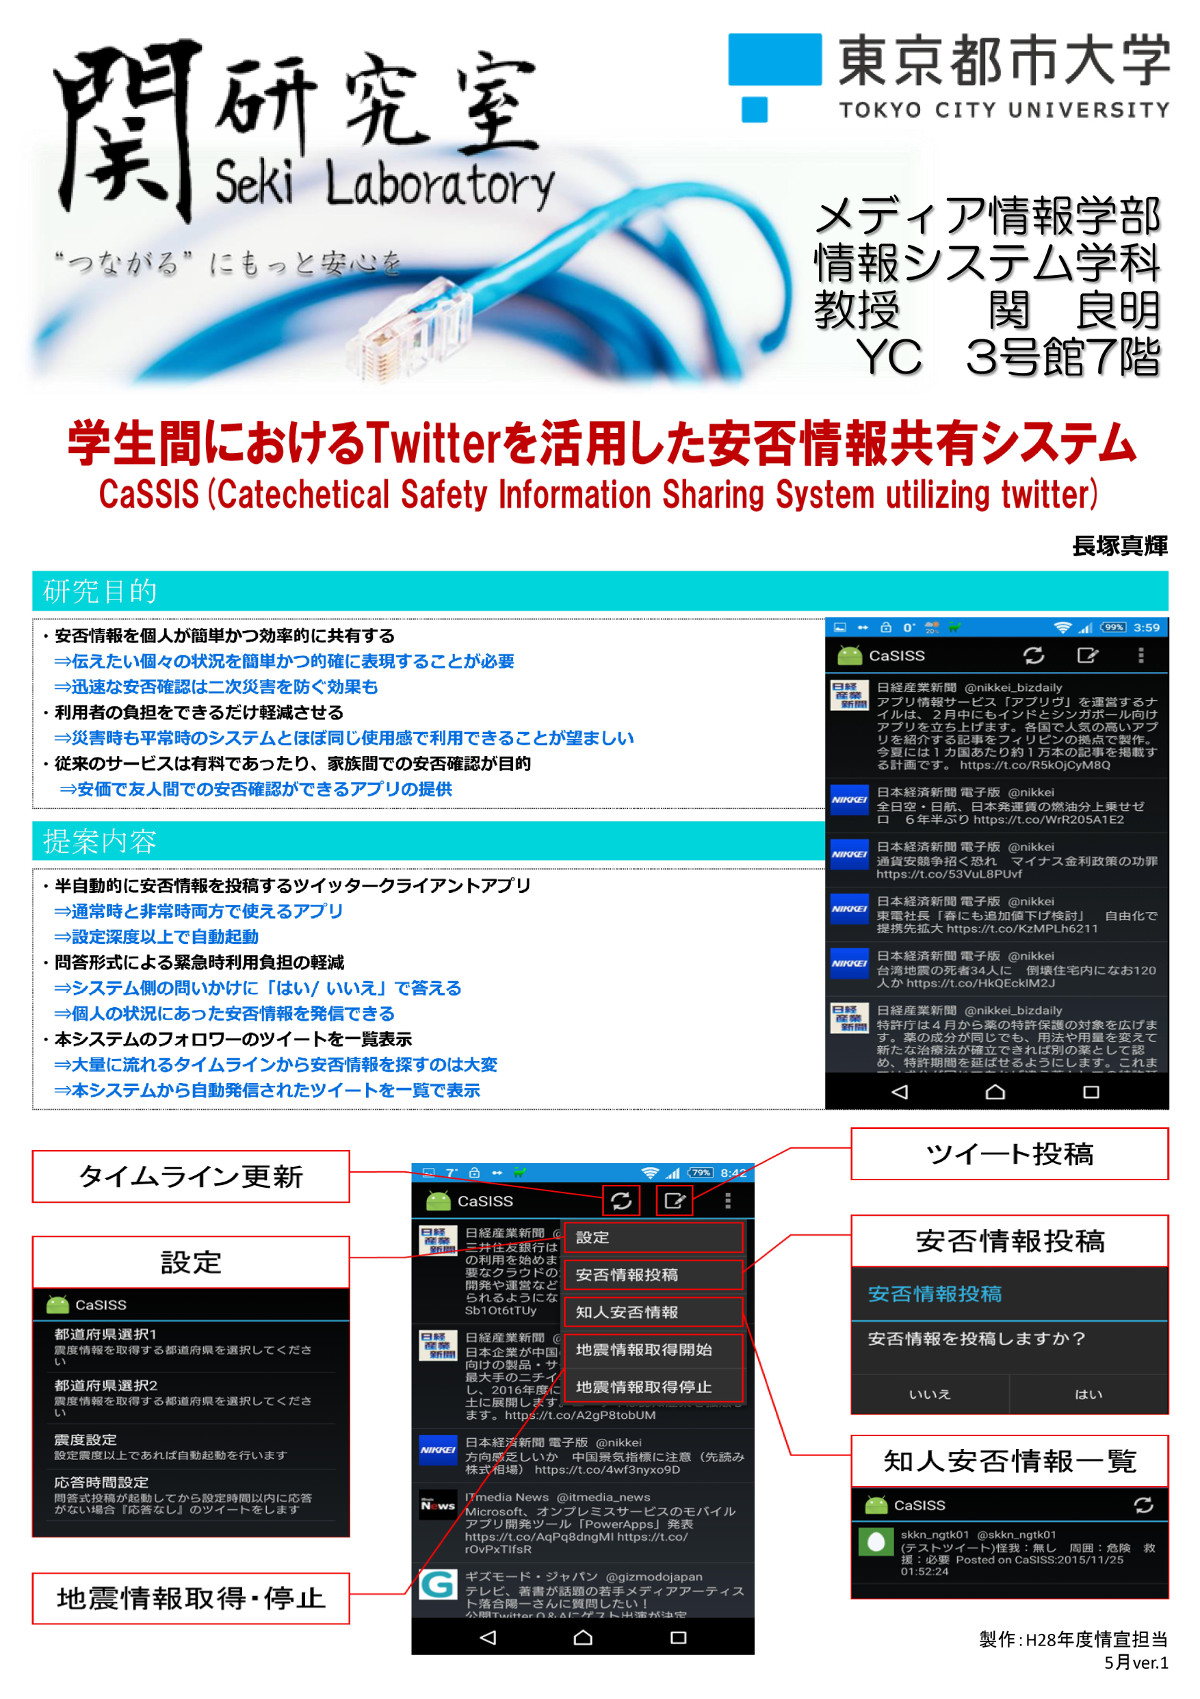 関研究室
Seki Laboratory
“つながる”にもっと安心を
東京都市大学
TOKYO CITY UNIVERSITY
メディア情報学部
情報システム学科
教授　関　良明
YC　3号館7階
学生間におけるTwitterを活用した安否情報共有システム
CaSSIS(Catechetical Safety Information Sharing System utilizing twitter)
長塚真輝
研究目的
・安否情報を個人が簡単かつ効率的に共有する
⇒伝えたい個々の状況を簡単かつ的確に表現することが必要
⇒迅速な安否確認は二次災害を防ぐ効果も
・利用者の負担をできるだけ軽減させる
⇒災害時も平常時のシステムとほぼ同じ使用感で利用できることが望ましい
・従来のサービスは有料であったり、家族間での安否確認が目的
⇒安価で友人間での安否確認ができるアプリの提供
提案内容
・半自動的に安否情報を投稿するツイッタークライアントアプリ
⇒通常時と非常時両方で使えるアプリ
⇒設定深度以上で自動起動
・問答形式による緊急時利用負担の軽減
⇒システム側の問いかけに「はい/ いいえ」で答える
⇒個人の状況にあった安否情報を発信できる
・本システムのフォロワーのツイートを一覧表示
⇒大量に流れるタイムラインから安否情報を探すのは大変
⇒本システムから自動発信されたツイートを一覧で表示
0° 20% 99% 3:59
CaSISS
日経産業新聞 日経産業新聞 @nikkei_bizdaily
アプリ情報サービス「アプリヴ」を運営するナ
イルは、２月中にもインドとシンガポール向け
アプリを立ち上げます。各国で人気の高いアプ
リを紹介する記事をフィリピンの拠点で製作。
今夏には１カ国あたり約１万本の記事を掲載す
る計画です。 https://t.co/R5kOjCyM8Q
NIKKEI 日本経済新聞 電子版 @nikkei
全日空・日航、日本発運賃の燃油分上乗せゼ
ロ　６年半ぶり https://t.co/WrR205A1E2
NIKKEI 日本経済新聞 電子版 @nikkei
通貨安競争招く恐れ　マイナス金利政策の功罪
https://t.co/53VuL8PUvf
NIKKEI 日本経済新聞 電子版 @nikkei
東電社長「春にも追加値下げ検討」　自由化で
提携先拡大 https://t.co/KzMPLh6211
NIKKEI 日本経済新聞 電子版 @nikkei
台湾地震の死者34人に　倒壊住宅内になお120
人か https://t.co/HkQEckIM2J
日経産業新聞 日経産業新聞 @nikkei_bizdaily
特許庁は４月から薬の特許保護の対象を広げま
す。薬の成分が同じでも、用法や用量を変えて
新たな治療法が確立できれば別の薬として認
め、特許期間を延ばせるようにします。これま
タイムライン更新
設定
CaSISS
都道府県選択1
震度情報を取得する都道府県を選択してくださ
い
都道府県選択2
震度情報を取得する都道府県を選択してくださ
い
震度設定
設定震度以上であれば自動起動を行います
応答時間設定
問答式投稿が起動してから設定時間以内に応答
がない場合『応答なし』のツイートをします
地震情報取得・停止
7° 79% 8:42
CaSISS
設定
安否情報投稿
知人安否情報
地震情報取得開始
地震情報取得停止
日経産業新聞 日経産業新聞 @
三井住友銀行は
の利用を始めま
要なクラウドの
開発や運営など
られるようにな
Sb1Ot6tTUy
日経産業新聞 日経産業新聞 @
日本企業が中国
向けの製品・サ
最大手のニチイ
し、2016年度に
土に展開します。
ます。https://t.co/A2gP8tobUM
NIKKEI 日本経済新聞 電子版 @nikkei
方向感乏しいか　中国景気指標に注意（先読み
株式相場） https://t.co/4wf3nyxo9D
News ITmedia News @itmedia_news
Microsoft、オンプレミスサービスのモバイル
アプリ開発ツール「PowerApps」発表
https://t.co/AqPq8dngMI https://t.co/
rOvPxTIfsR
G ギズモード・ジャパン @gizmodojapan
テレビ、著書が話題の若手メディアアーティス
ト落合陽一さんに質問したい！
公開Twitter Q＆Aにゲスト出演が決定
ツイート投稿
安否情報投稿
安否情報投稿
安否情報を投稿しますか？
いいえ
はい
知人安否情報一覧
CaSISS
skkn_ngtk01 @skkn_ngtk01
(テストツイート)怪我：無し　周囲：危険　救
援：必要 Posted on CaSISS:2015/11/25
01:52:24
製作：H28年度情宣担当
5月ver.1